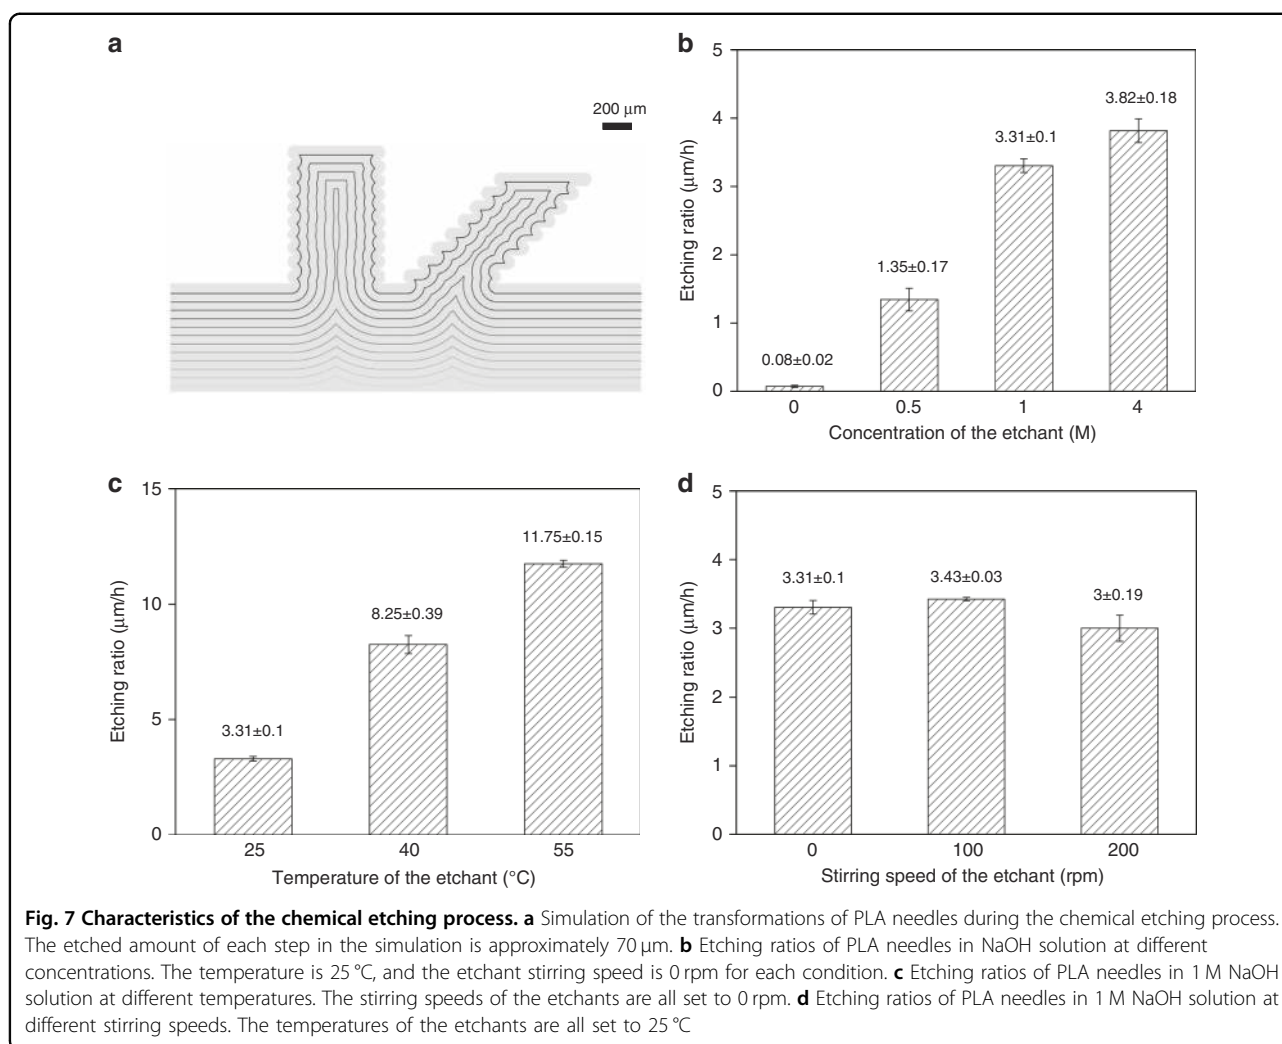 a
200 μm
b
5
4
3
2
1
0
Etching ratio (μm/h)
0.08±0.02
1.35±0.17
3.31±0.1
3.82±0.18
0 0.5 1 4
Concentration of the etchant (M)
c
15
10
5
0
Etching ratio (μm/h)
3.31±0.1
8.25±0.39
11.75±0.15
25 40 55
Temperature of the etchant (°C)
d
5
4
3
2
1
0
Etching ratio (μm/h)
3.31±0.1
3.43±0.03
3±0.19
0 100 200
Stirring speed of the etchant (rpm)
Fig. 7 Characteristics of the chemical etching process. a Simulation of the transformations of PLA needles during the chemical etching process.
The etched amount of each step in the simulation is approximately 70 μm. b Etching ratios of PLA needles in NaOH solution at different
concentrations. The temperature is 25 °C, and the etchant stirring speed is 0 rpm for each condition. c Etching ratios of PLA needles in 1 M NaOH
solution at different temperatures. The stirring speeds of the etchants are all set to 0 rpm. d Etching ratios of PLA needles in 1 M NaOH solution at
different stirring speeds. The temperatures of the etchants are all set to 25 °C